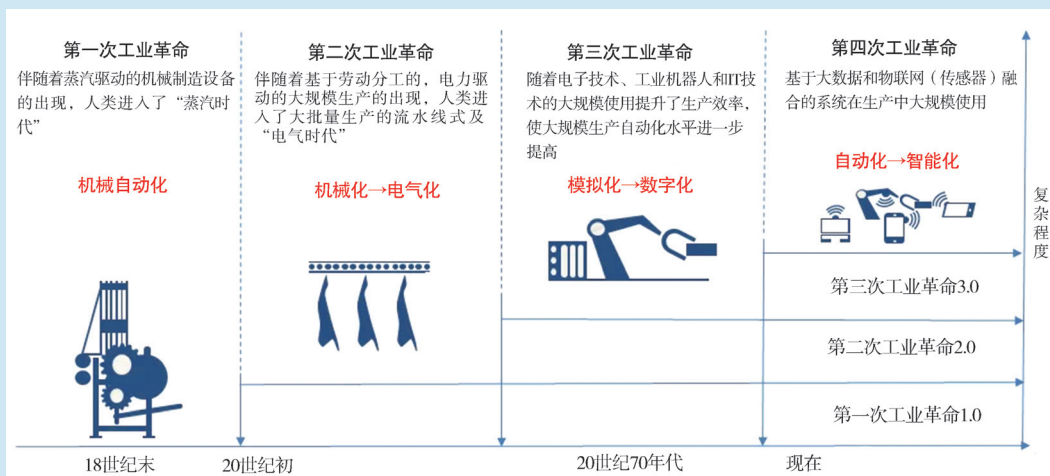 第一次工业革命
伴随着蒸汽驱动的机械制造设备
的出现，人类进入了“蒸汽时
代”
机械自动化
第二次工业革命
伴随着基于劳动分工的，电力驱
动的大规模生产的出现，人类进
入了大批量生产的流水线式及
“电气时代”
机械化→电气化
第三次工业革命
随着电子技术、工业机器人和IT技
术的大规模使用提升了生产效率，
使大规模生产自动化水平进一步
提高
模拟化→数字化
第四次工业革命
基于大数据和物联网（传感器）融
合的系统在生产中大规模使用
自动化→智能化
复杂程度
第三次工业革命3.0
第二次工业革命2.0
第一次工业革命1.0
18世纪末
20世纪初
20世纪70年代
现在